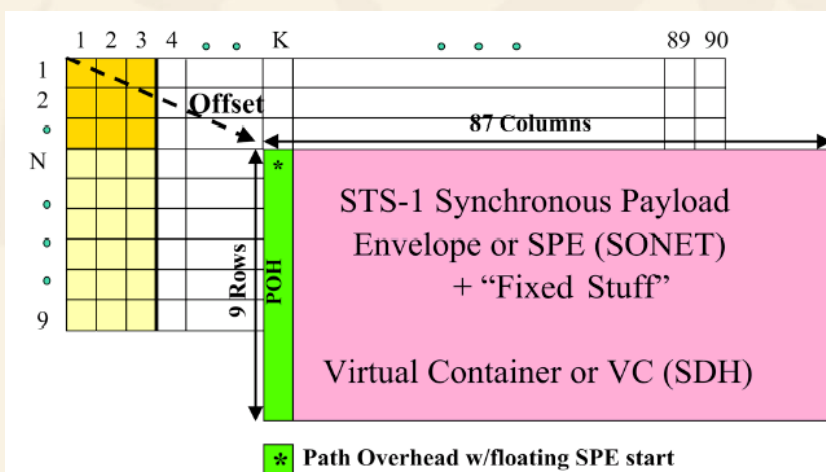 1 2 3 4 K 89 90
1
2
N
9
Offset
87 Columns
9 Rows
POH
*
STS-1 Synchronous Payload
Envelope or SPE (SONET)
+ “Fixed Stuff”
Virtual Container or VC (SDH)
* Path Overhead w/floating SPE start